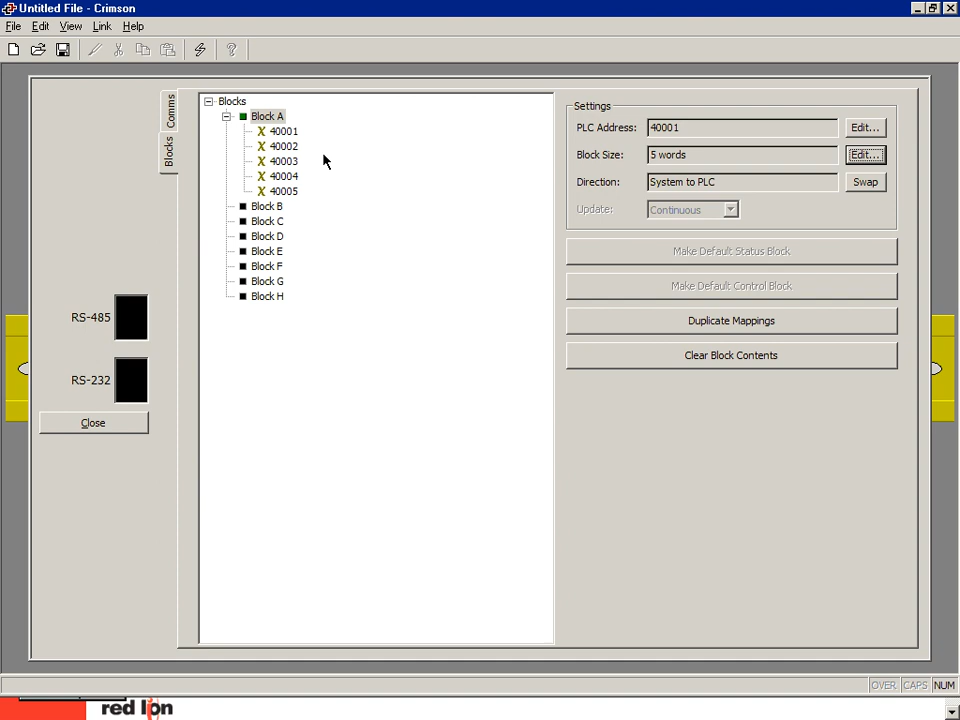 Untitled File - Crimson
File Edit View Link Help
Comms
Blocks
Blocks
Block A
40001
40002
40003
40004
40005
Block B
Block C
Block D
Block E
Block F
Block G
Block H
RS-485
RS-232
Close
Settings
PLC Address: 40001 Edit...
Block Size: 5 words Edit...
Direction: System to PLC Swap
Update: Continuous
Make Default Status Block
Make Default Control Block
Duplicate Mappings
Clear Block Contents
OVER CAPS NUM
red lion